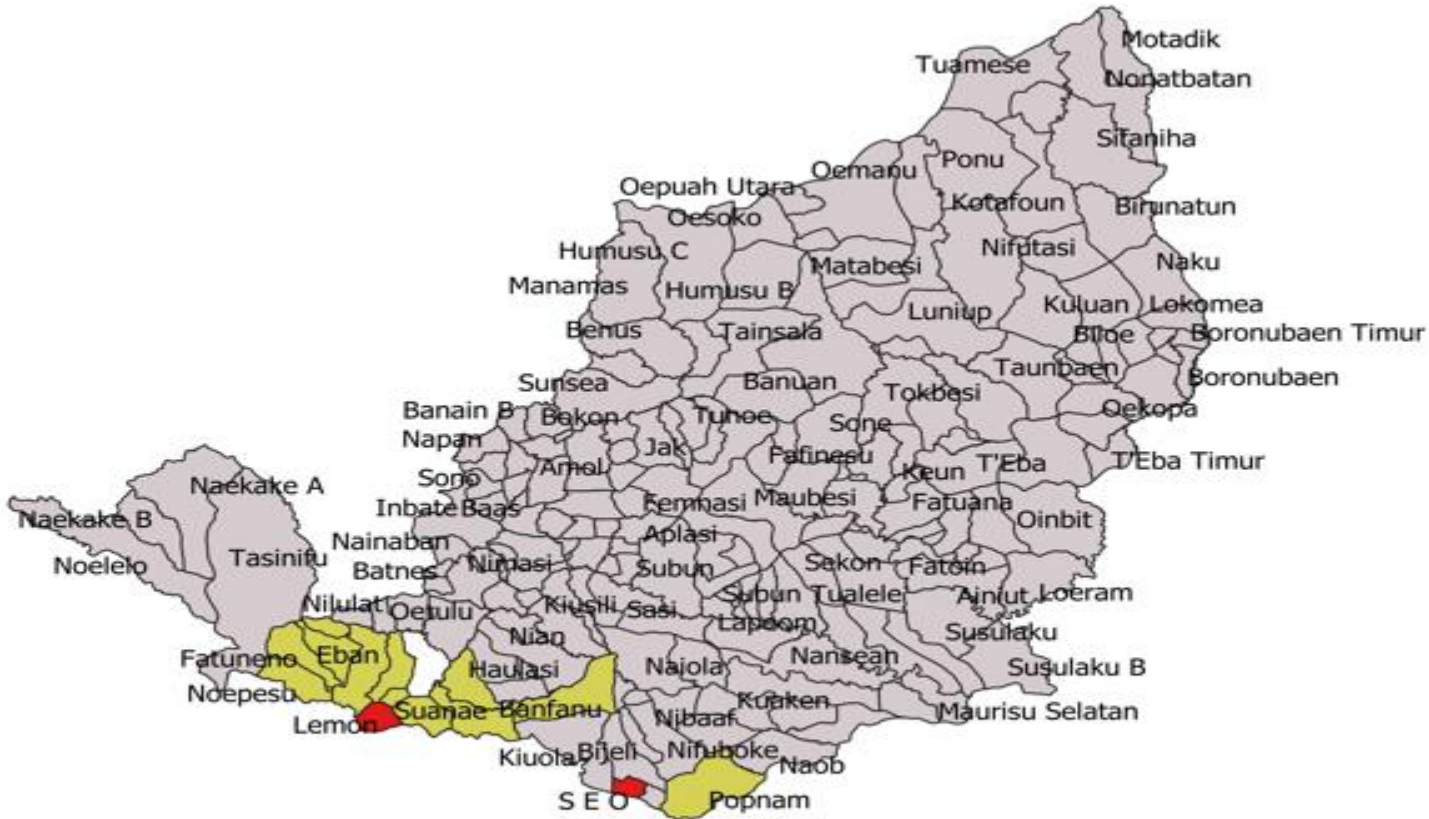 Motadik
Tuamese
Nonatbatan
Sifaniha
Ponu
Oemanu
Oepuah Utara
Kotafoun
Birunatun
Oesoko
Humusu C
Nifutasi
Naku
Matabesi
Manamas
Humusu B
Kuluan
Lokomea
Luniup
Benus
Tainsala
Biloe
Boronubaen Timur
Taunbaen
Boronubaen
Sunsea
Banuan
Tokbesi
Oekopa
Banain B
Bokon
Tunoe
Sone
Napan
Jak
Fafinesu
Amol
Keun
T'Eba
T'Eba Timur
Sono
Naekake A
Maubesi
Femnasi
Fatuana
Inbate
Baas
Naekake B
Oinbit
Aplasi
Nainaban
Tasinifu
Nimasi
Sekon
Noelelo
Batnes
Subun
Fatoin
Subun Tualele
Ainiut
Loeram
Nilulat
Oetulu
Kiusili
Sasi
Lapoom
Nian
Susulaku
Eban
Nansean
Fatuneno
Haulasi
Naiola
Susulaku B
Noepesu
Kuaken
Suanae
Banfanu
Maurisu Selatan
Lemon
Nibaaf
Kiuola
Bijeli
Nifuboke
Naob
S E O
Popnam